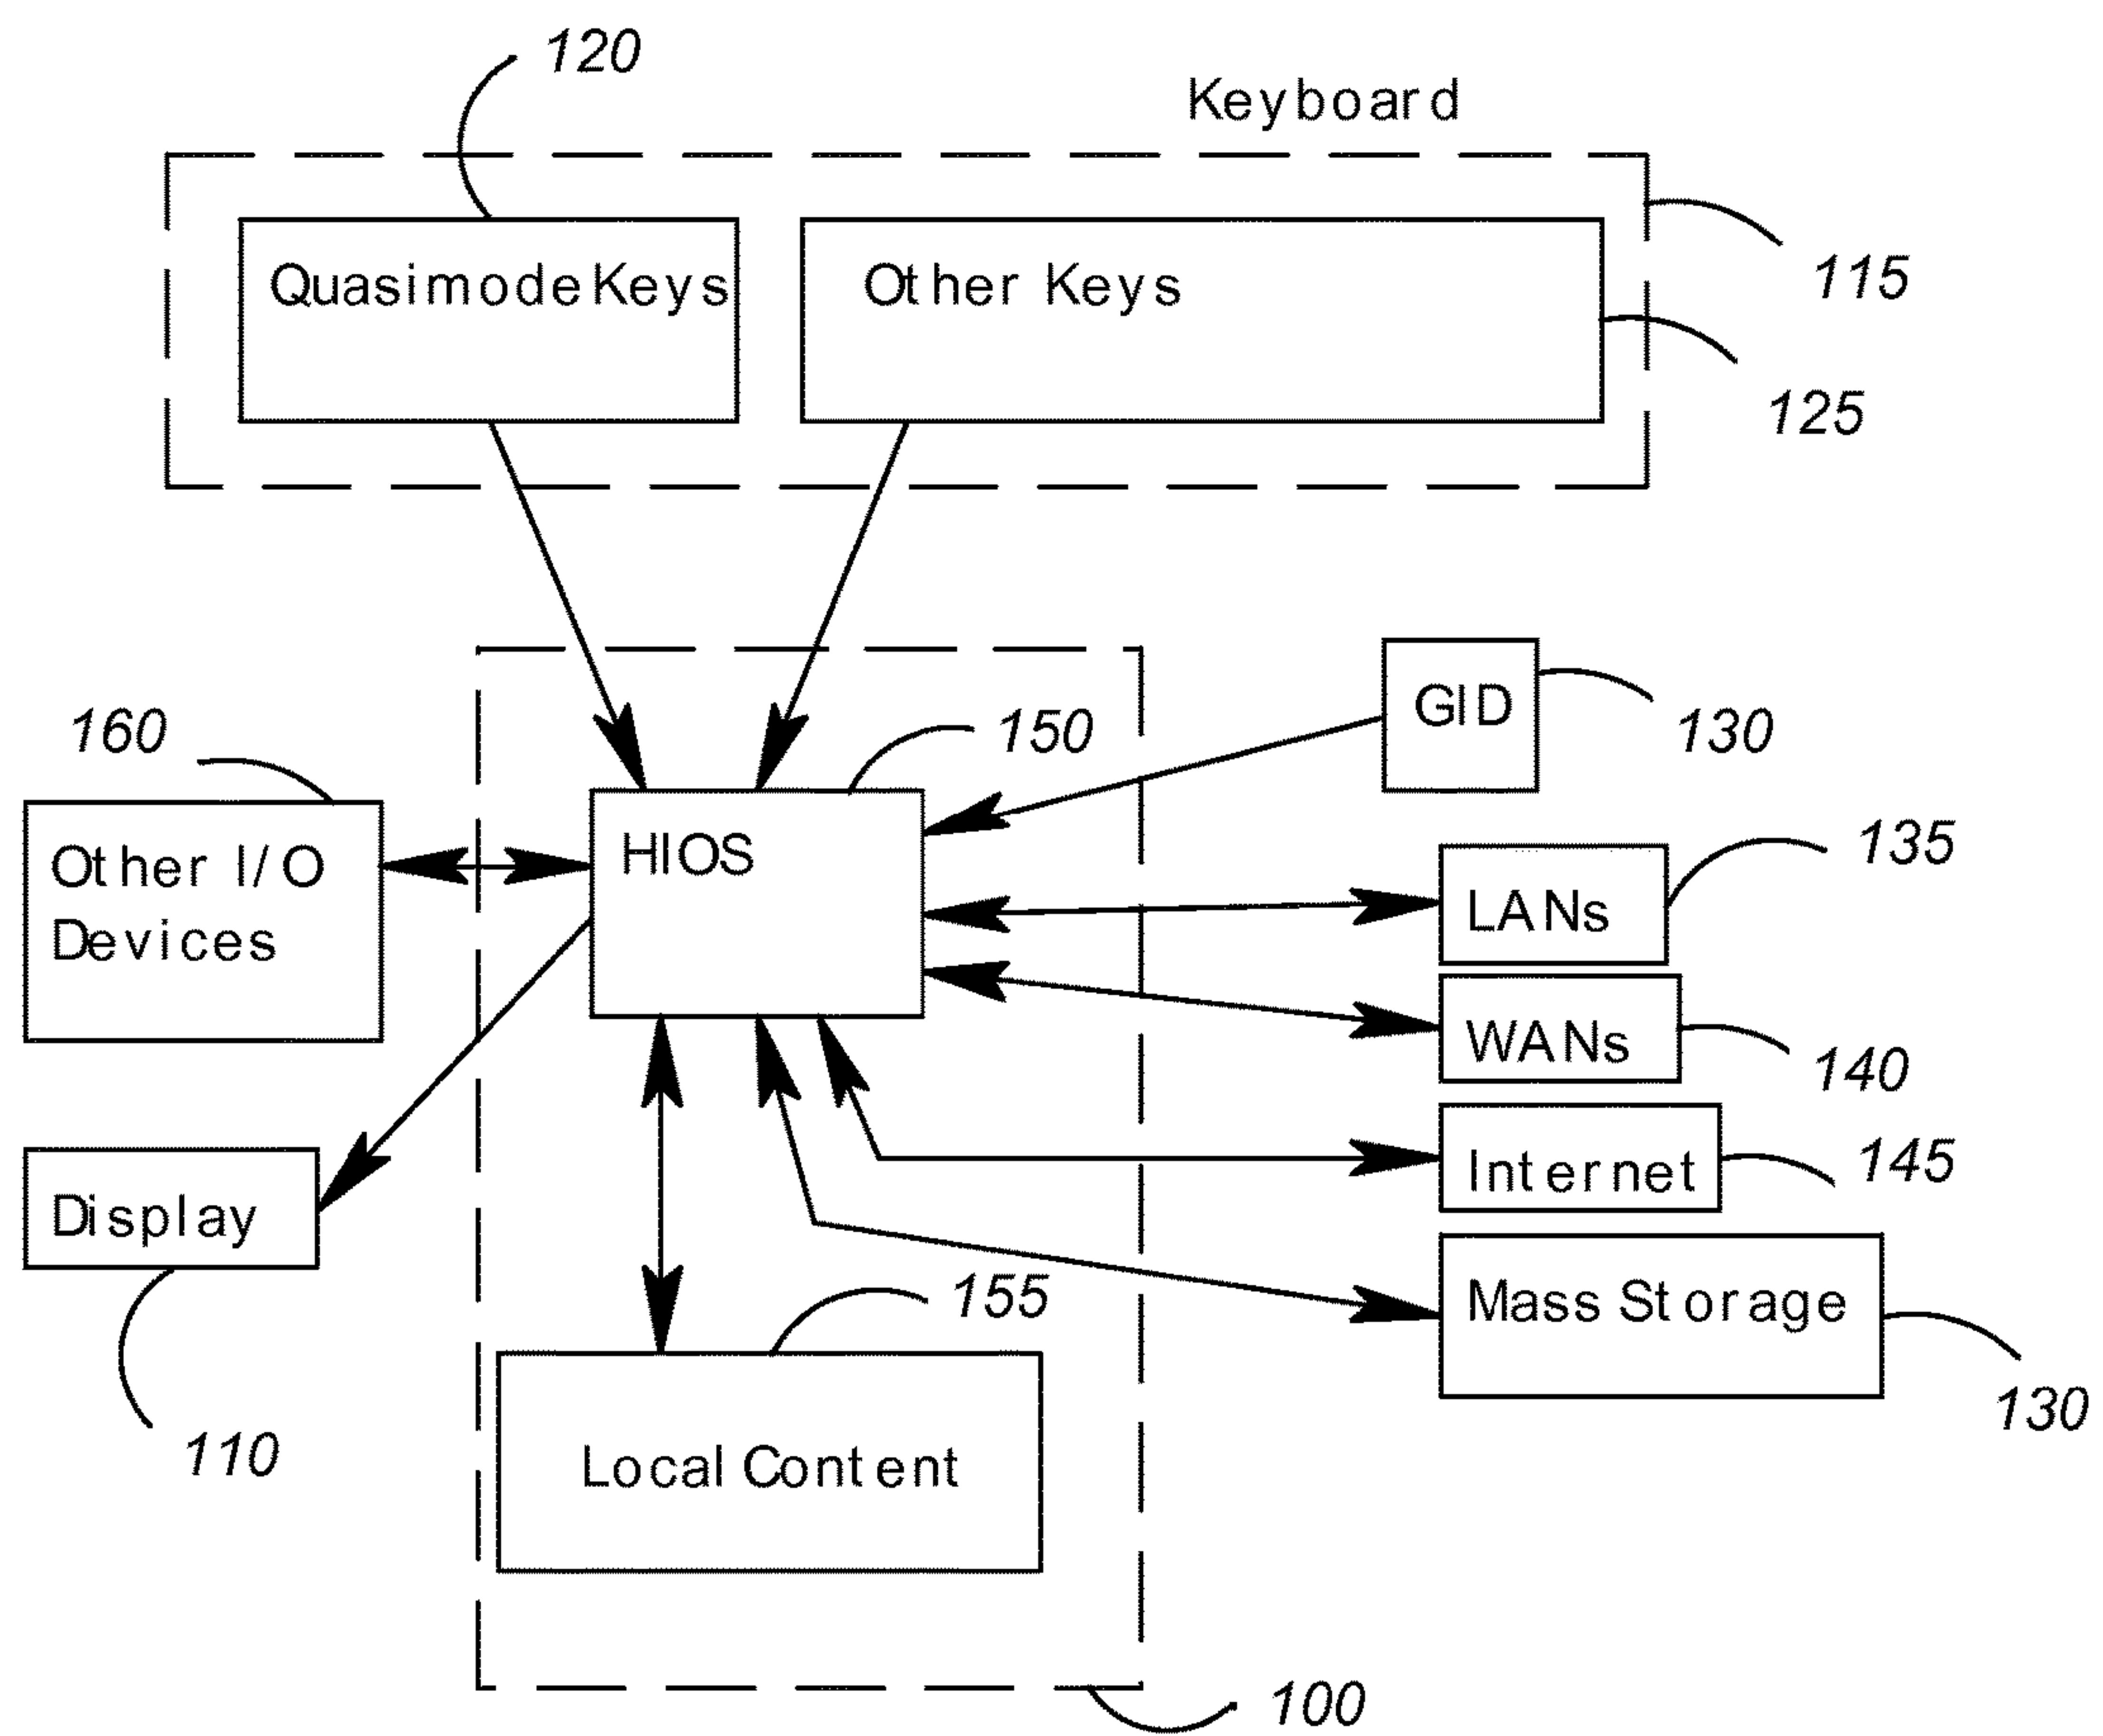 120
Keyboard
Quasimode Keys
Other Keys
115
125
160
150
GID
130
135
Other I/O
Devices
HIOS
LANs
WANs
140
Internet
145
Display
Mass Storage
155
130
110
Local Content
100